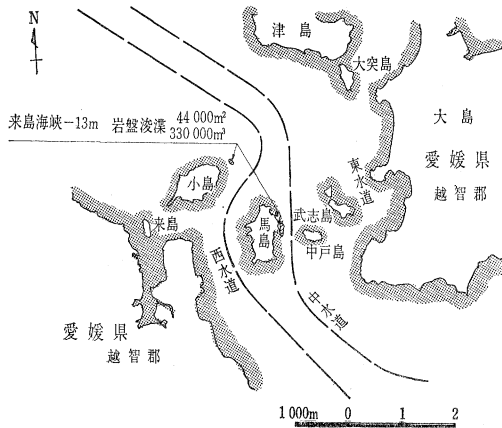 N
津島
大突島
来島海峡-13m 岩盤浚渫 44 000m²
330 000m³
大島
愛媛県
越智郡
東水道
小島
来島
馬島
武志島
中戸島
西水道
中水道
愛媛県
越智郡
1 000m 0 1 2